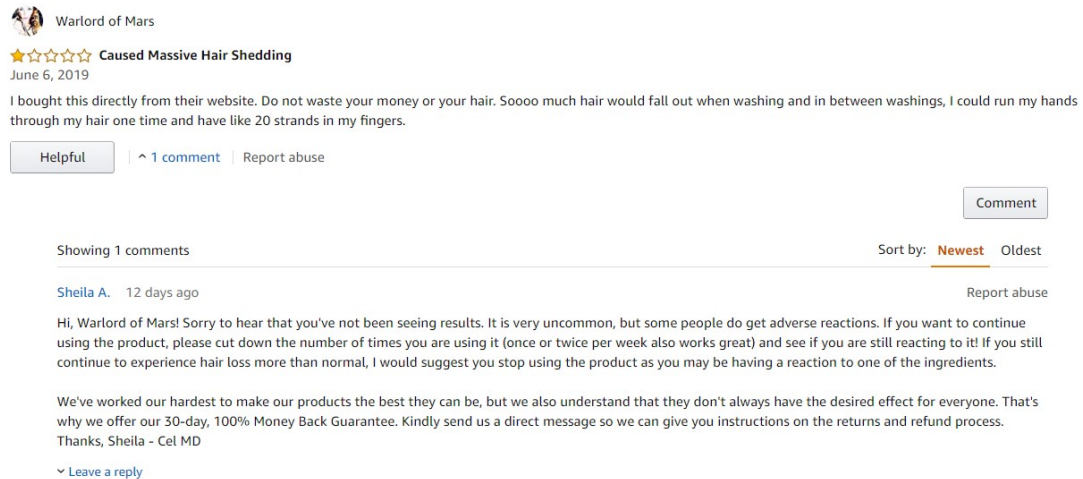 Warlord of Mars
Caused Massive Hair Shedding
June 6, 2019
I bought this directly from their website. Do not waste your money or your hair. Soooo much hair would fall out when washing and in between washings, I could run my hands
through my hair one time and have like 20 strands in my fingers.
Helpful
1 comment
Report abuse
Comment
Showing 1 comments
Sort by: Newest Oldest
Sheila A. 12 days ago
Report abuse
Hi, Warlord of Mars! Sorry to hear that you've not been seeing results. It is very uncommon, but some people do get adverse reactions. If you want to continue
using the product, please cut down the number of times you are using it (once or twice per week also works great) and see if you are still reacting to it! If you still
continue to experience hair loss more than normal, I would suggest you stop using the product as you may be having a reaction to one of the ingredients.
We've worked our hardest to make our products the best they can be, but we also understand that they don't always have the desired effect for everyone. That's
why we offer our 30-day, 100% Money Back Guarantee. Kindly send us a direct message so we can give you instructions on the returns and refund process.
Thanks, Sheila - Cel MD
Leave a reply